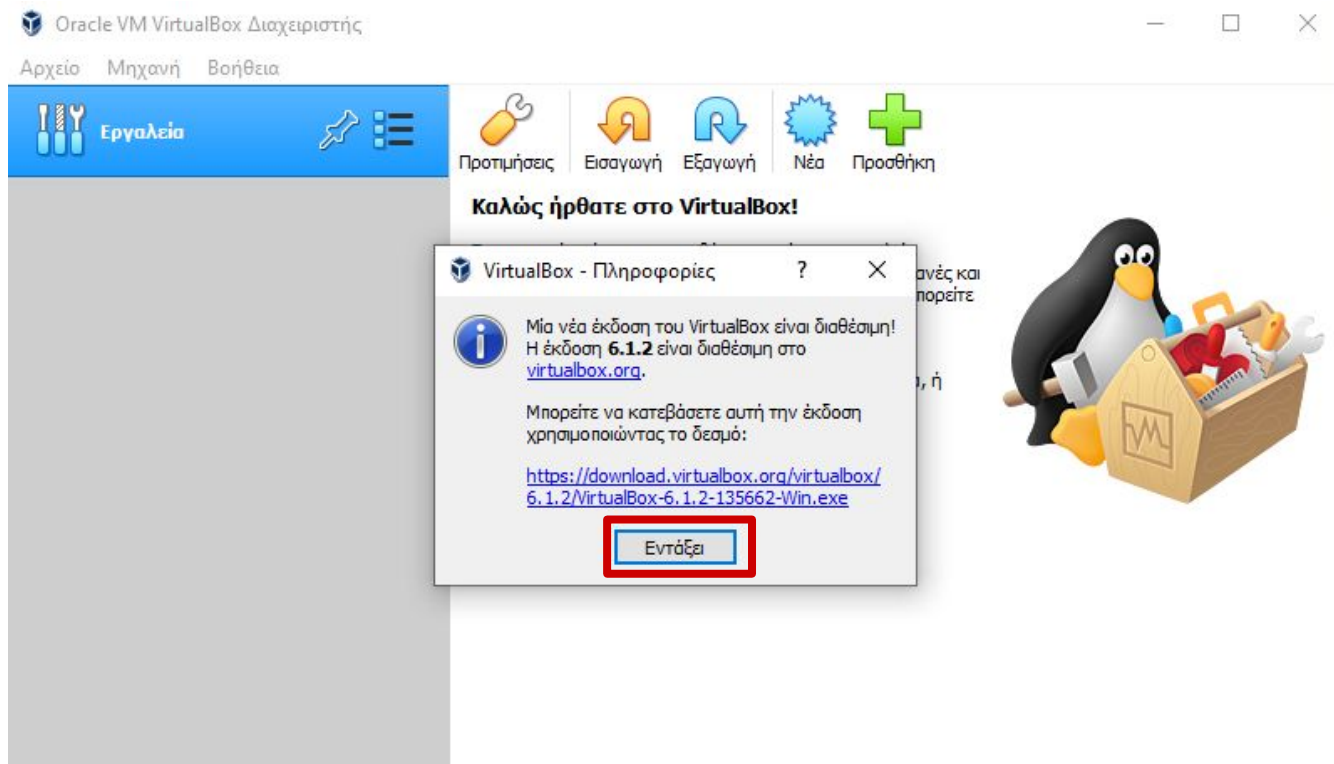 Oracle VM VirtualBox Διαχειριστής
Αρχείο Μηχανή Βοήθεια
Εργαλεία
Προτιμήσεις Εισαγωγή Εξαγωγή Νέα Προσθήκη
Καλώς ήρθατε στο VirtualBox!
VirtualBox - Πληροφορίες ?
και
Μία νέα έκδοση του VirtualBox είναι διαθέσιμη!
Η έκδοση 6.1.2 είναι διαθέσιμη στο
virtualbox.org.
, ή
Μπορείτε να κατεβάσετε αυτή την έκδοση
χρησιμοποιώντας το δεσμό:
https://download.virtualbox.org/virtualbox/
6.1.2/VirtualBox-6.1.2-135662-Win.exe
Εντάξει